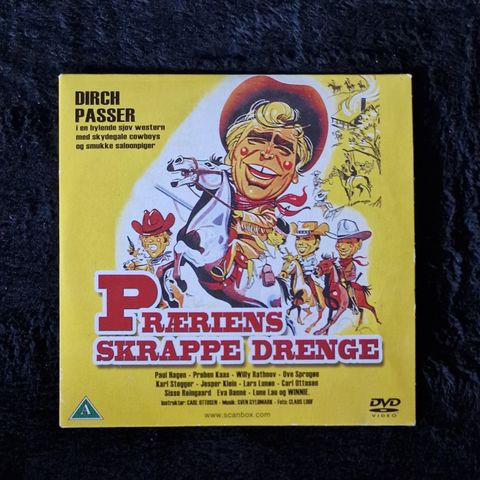 DIRCH
PASSER
i en hylende sjov western
med skydegale cowboys
og smukke saloonpiger
PRÆRIENS
SKRAPPE DRENGE
Paul Hagen - Preben Kaas - Willy Rathnov - Ove Sprogøe
Karl Stegger - Jesper Klein - Lars Lunøe - Carl Ottosen
Sisse Reingaard Eva Danné - Lone Lau og WINNIE.
Instruktør: CARL OTTOSEN - Musik: SVEN GYLDMARK - Foto: CLAUS LOOF
A
www.scanbox.com
DVD
VIDEO